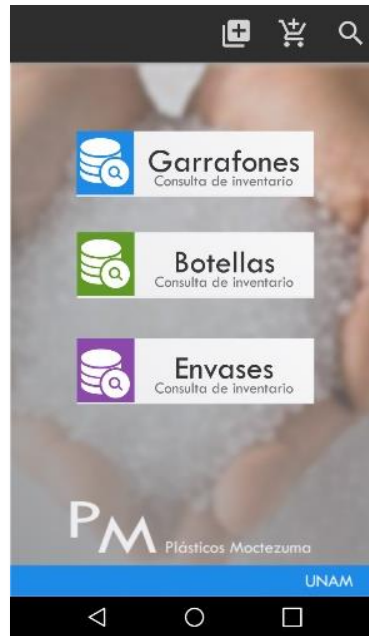 Garrafones
Consulta de inventario
Botellas
Consulta de inventario
Envases
Consulta de inventario
PM Plásticos Moctezuma
UNAM